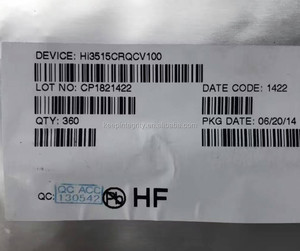 DEVICE: Hi3515CRQCV100
LOT NO: CP1821422
DATE CODE: 1422
QTY: 360
PKG DATE: 06/20/14
QC: QC ACC
130542
Pb HF